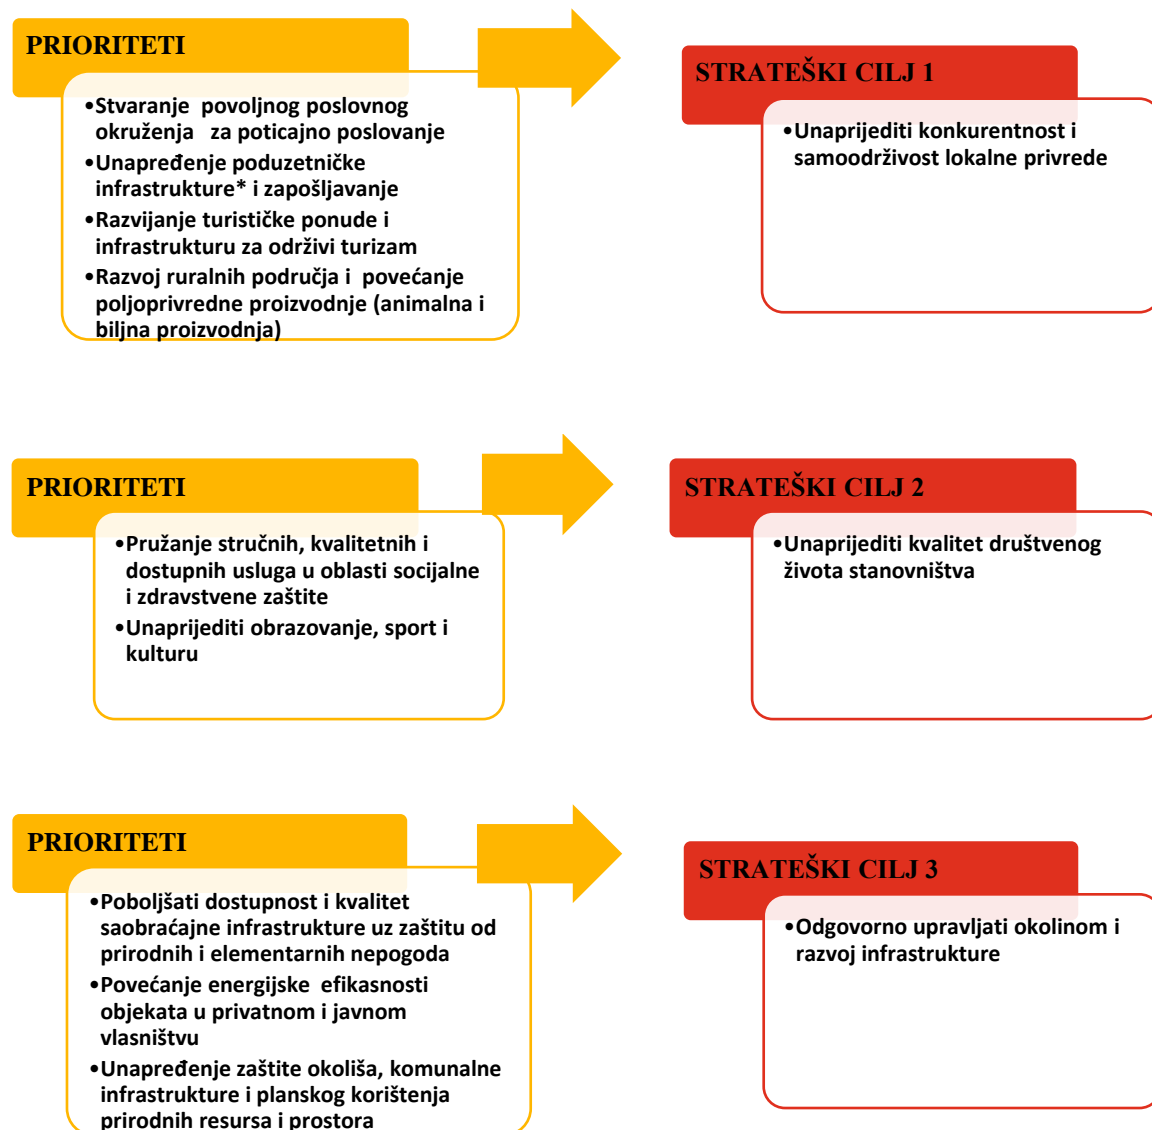 PRIORITETI
•Stvaranje povoljnog poslovnog
okruženja za poticajno poslovanje
•Unapređenje poduzetničke
infrastrukture* i zapošljavanje
•Razvijanje turističke ponude i
infrastrukturu za održivi turizam
•Razvoj ruralnih područja i povećanje
poljoprivredne proizvodnje (animalna i
biljna proizvodnja)
STRATEŠKI CILJ 1
•Unaprijediti konkurentnost i
samoodrživost lokalne privrede
PRIORITETI
•Pružanje stručnih, kvalitetnih i
dostupnih usluga u oblasti socijalne
i zdravstvene zaštite
•Unaprijediti obrazovanje, sport i
kulturu
STRATEŠKI CILJ 2
•Unaprijediti kvalitet društvenog
života stanovništva
PRIORITETI
•Poboljšati dostupnost i kvalitet
saobraćajne infrastrukture uz zaštitu od
prirodnih i elementarnih nepogoda
•Povećanje energijske efikasnosti
objekata u privatnom i javnom
vlasništvu
•Unapređenje zaštite okoliša, komunalne
infrastrukture i planskog korištenja
prirodnih resursa i prostora
STRATEŠKI CILJ 3
•Odgovorno upravljati okolinom i
razvoj infrastrukture